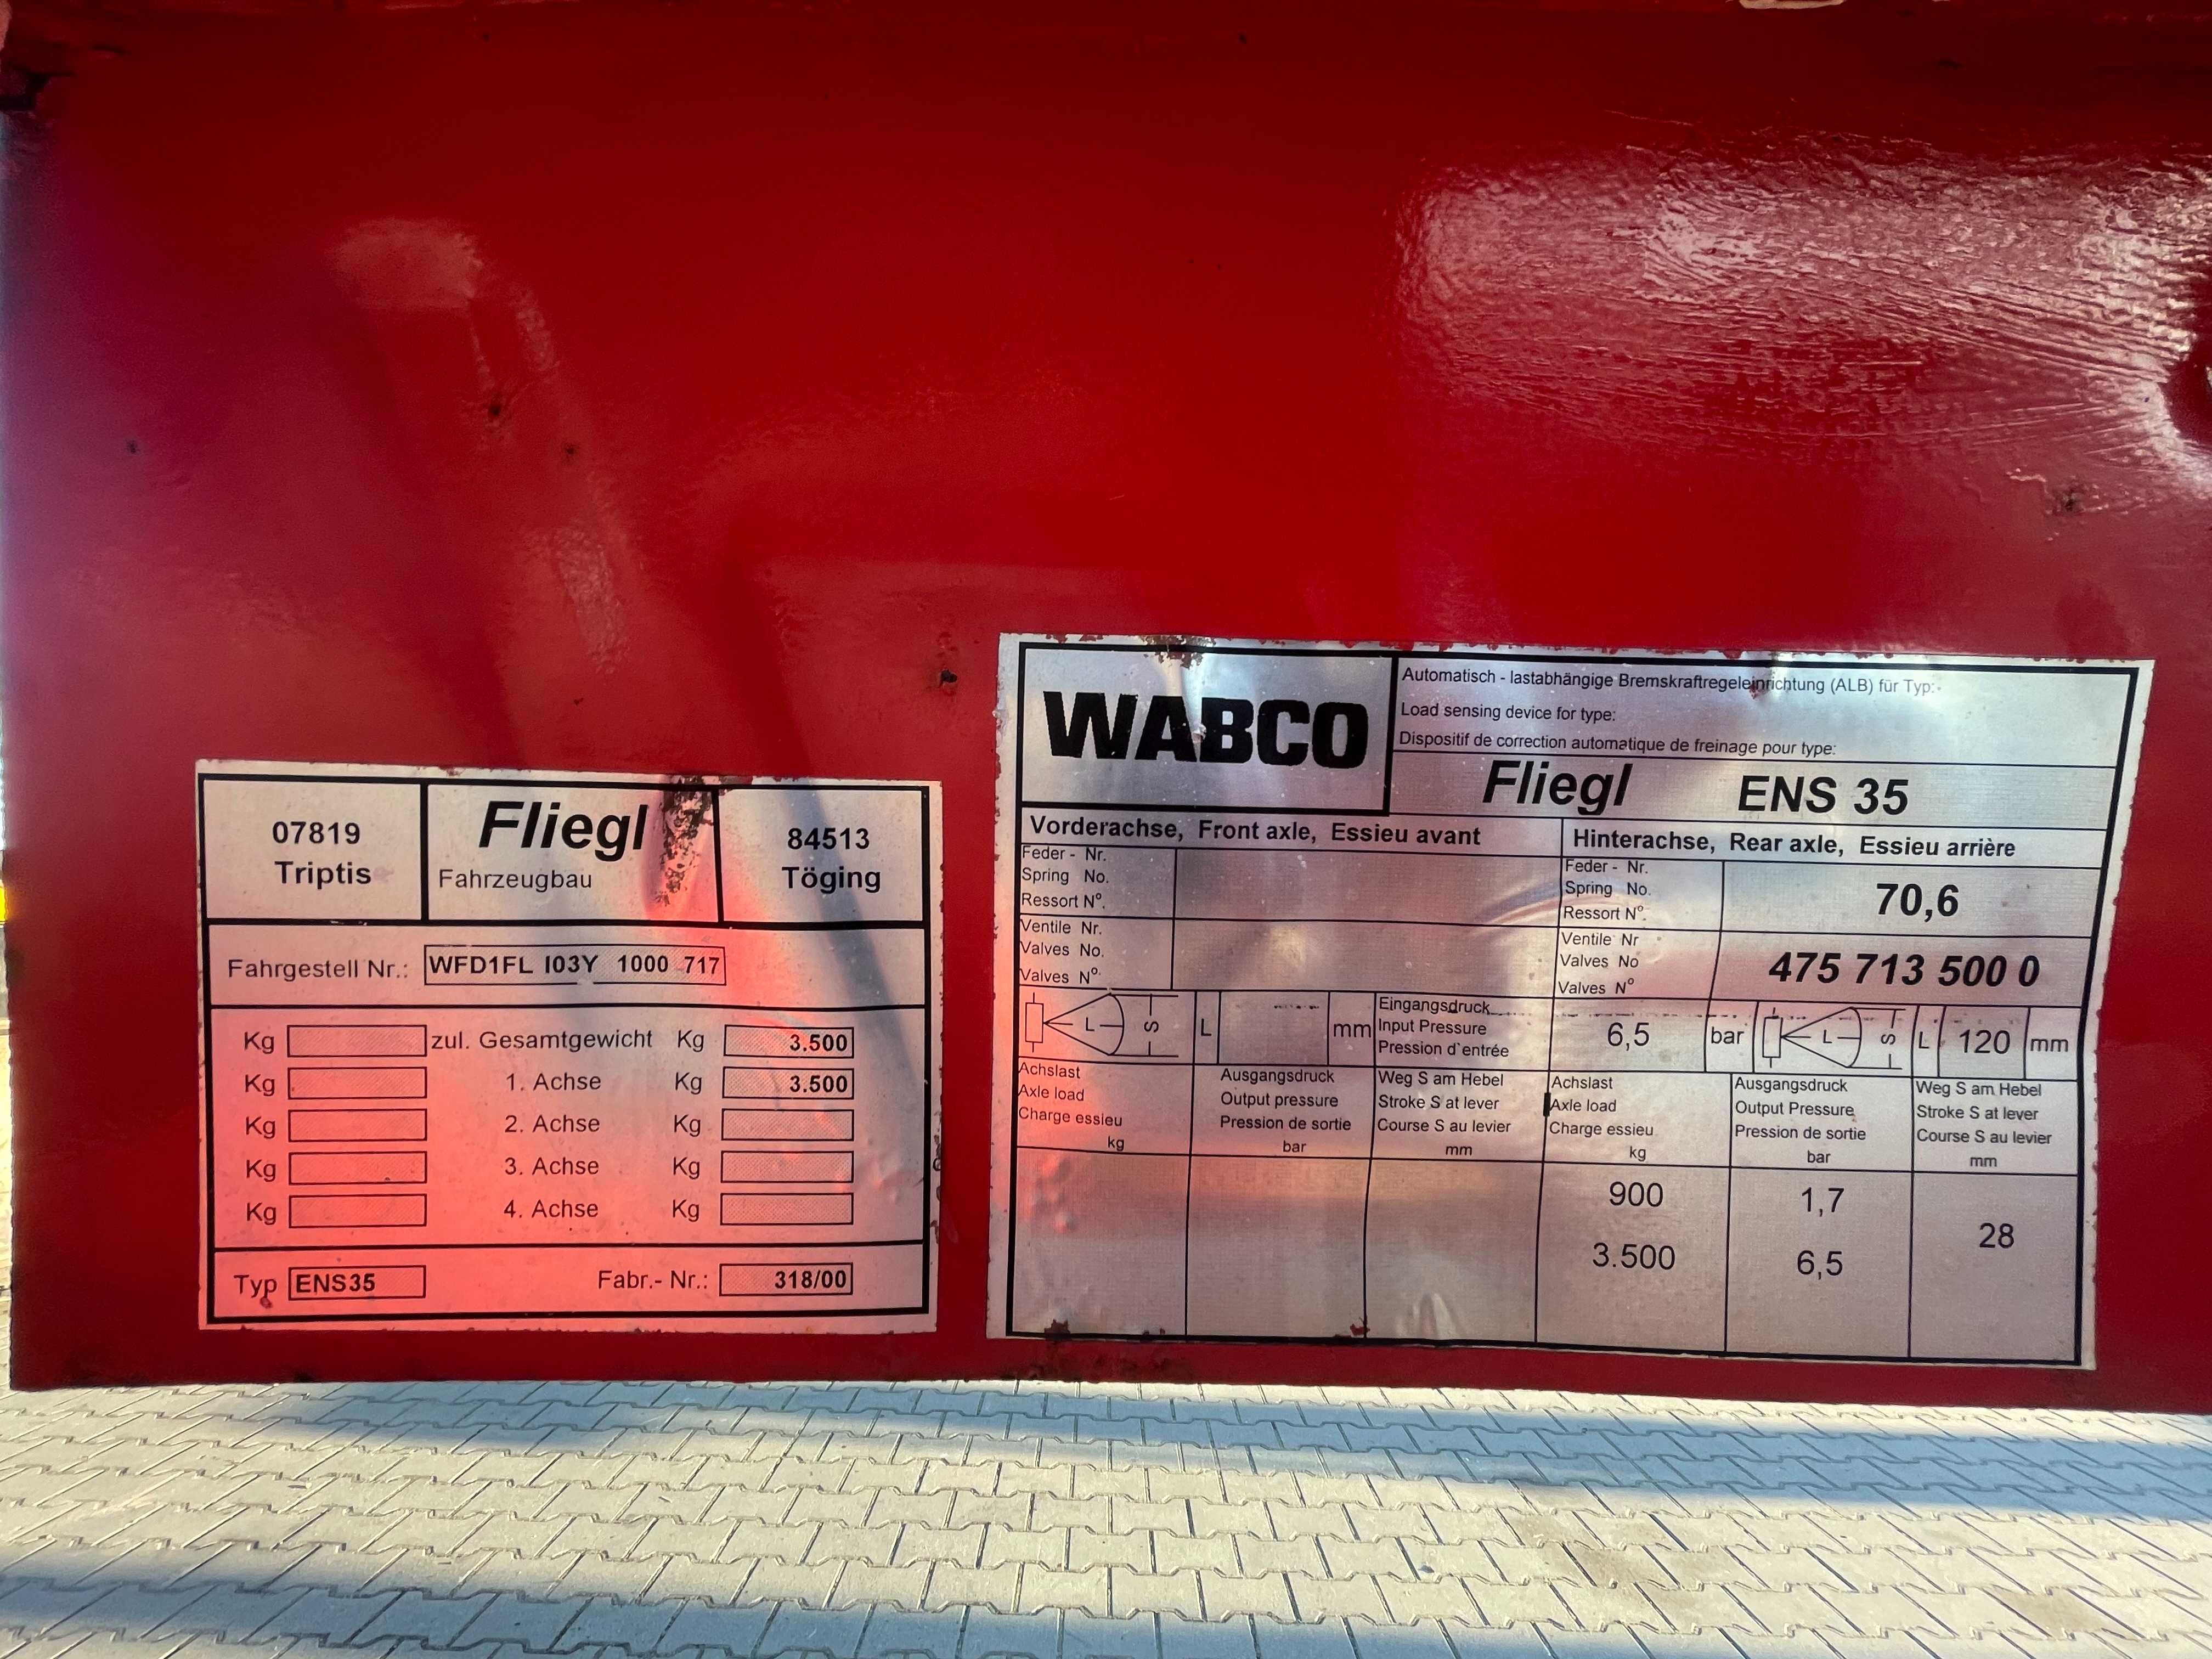 07819
Triptis
Fliegl
Fahrzeugbau
84513
Töging
Fahrgestell Nr.: WFD1FL I03Y 1000 717
Kg zul. Gesamtgewicht Kg 3.500
Kg 1. Achse Kg 3.500
Kg 2. Achse Kg
Kg 3. Achse Kg
Kg 4. Achse Kg
Typ ENS35 Fabr.- Nr.: 318/00
WABCO
Automatisch - lastabhängige Bremskraftregeleinrichtung (ALB) für Typ:
Load sensing device for type:
Dispositif de correction automatique de freinage pour type:
Fliegl ENS 35
Vorderachse, Front axle, Essieu avant
Hinterachse, Rear axle, Essieu arrière
Feder - Nr.
Spring No.
Ressort N°.
Feder - Nr.
Spring No.
Ressort N°.
70,6
Ventile Nr.
Valves No.
Valves N°
Ventile Nr
Valves No
Valves N°
475 713 500 0
L S L mm
Eingangsdruck
Input Pressure
Pression d`entrée
6,5 bar
L S L 120 mm
Achslast
Axle load
Charge essieu
kg
Ausgangsdruck
Output pressure
Pression de sortie
bar
Weg S am Hebel
Stroke S at lever
Course S au levier
mm
Achslast
Axle load
Charge essieu
kg
Ausgangsdruck
Output Pressure
Pression de sortie
bar
Weg S am Hebel
Stroke S at lever
Course S au levier
mm
900 1,7
28
3.500 6,5